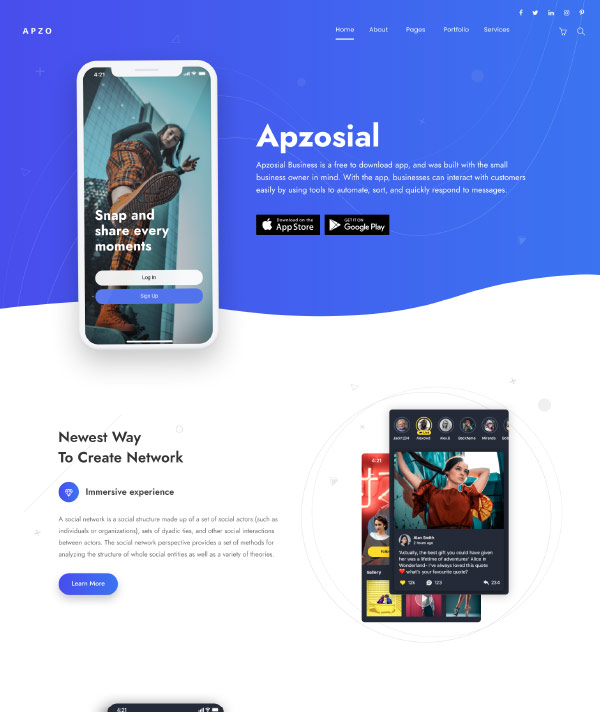 APZO
Home About Pages Portfolio Services
4:21
Snap and
share every
moments
Log In
Sign Up
Apzosial
Apzosial Business is a free to download app, and was built with the small
business owner in mind. With the app, businesses can interact with customers
easily by using tools to automate, sort, and quickly respond to messages.
Download on the
App Store
GET IT ON
Google Play
Newest Way
To Create Network
Immersive experience
A social network is a social structure made up of a set of social actors (such as
individuals or organizations), sets of dyadic ties, and other social interactions
between actors. The social network perspective provides a set of methods for
analyzing the structure of whole social entities as well as a variety of theories.
Learn More
4:21
Gallery
Alan Smith
2 hours ago
"Actually, the best gift you could have given
her was a lifetime of adventures' Alice in
Wonderland- I've always loved this quote
what's your favourite quote?
12k 123 234
4:21